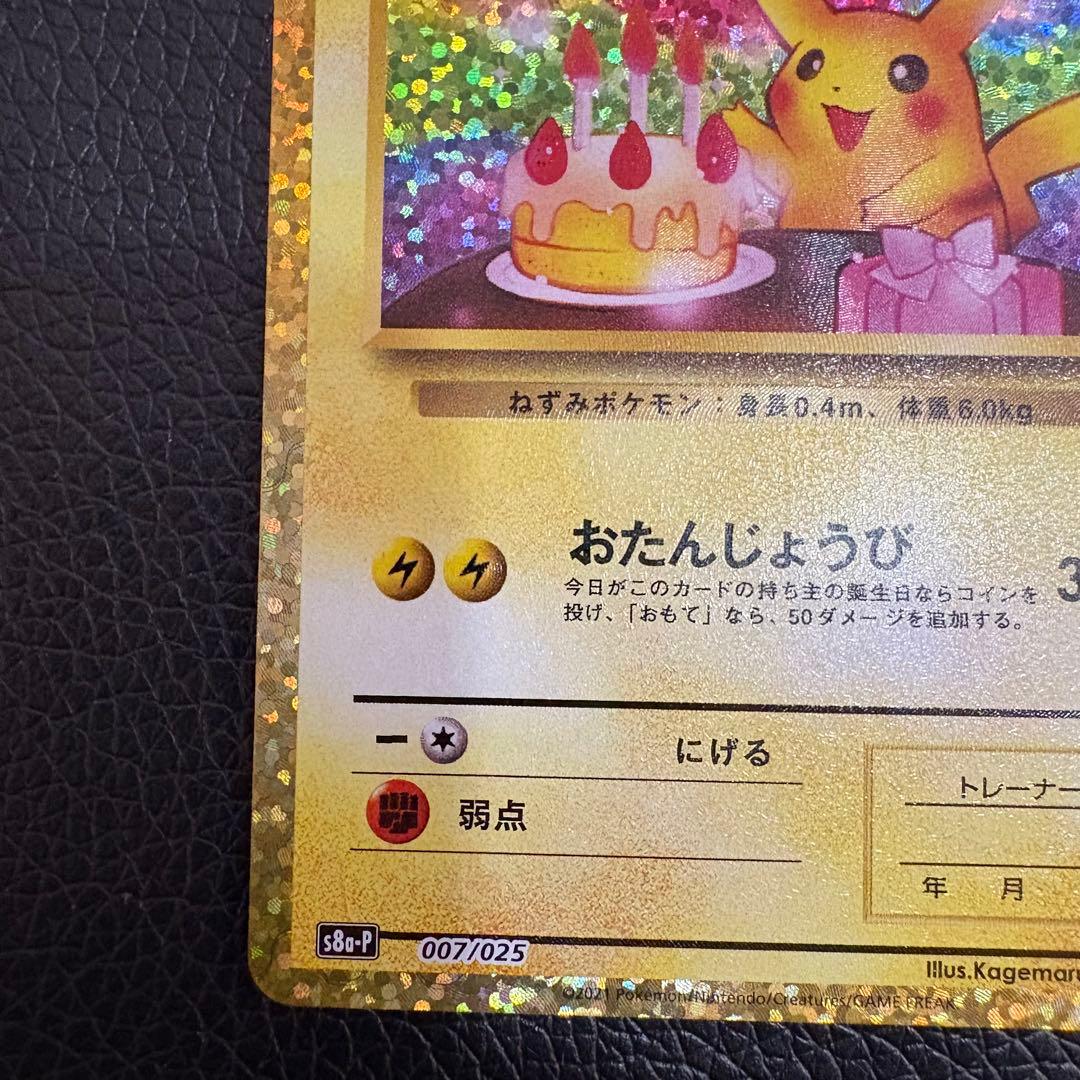 ねずみポケモン：身長0.4m、体重6.0kg
おたんじょうび 3
今日がこのカードの持ち主の誕生日ならコインを
投げ、「おもて」なら、50ダメージを追加する。
ー にげる
弱点
トレーナー
年 月
s8a-P 007/025
Illus.Kagemaru
©2021 Pokémon/Nintendo/Creatures/GAME FREAK